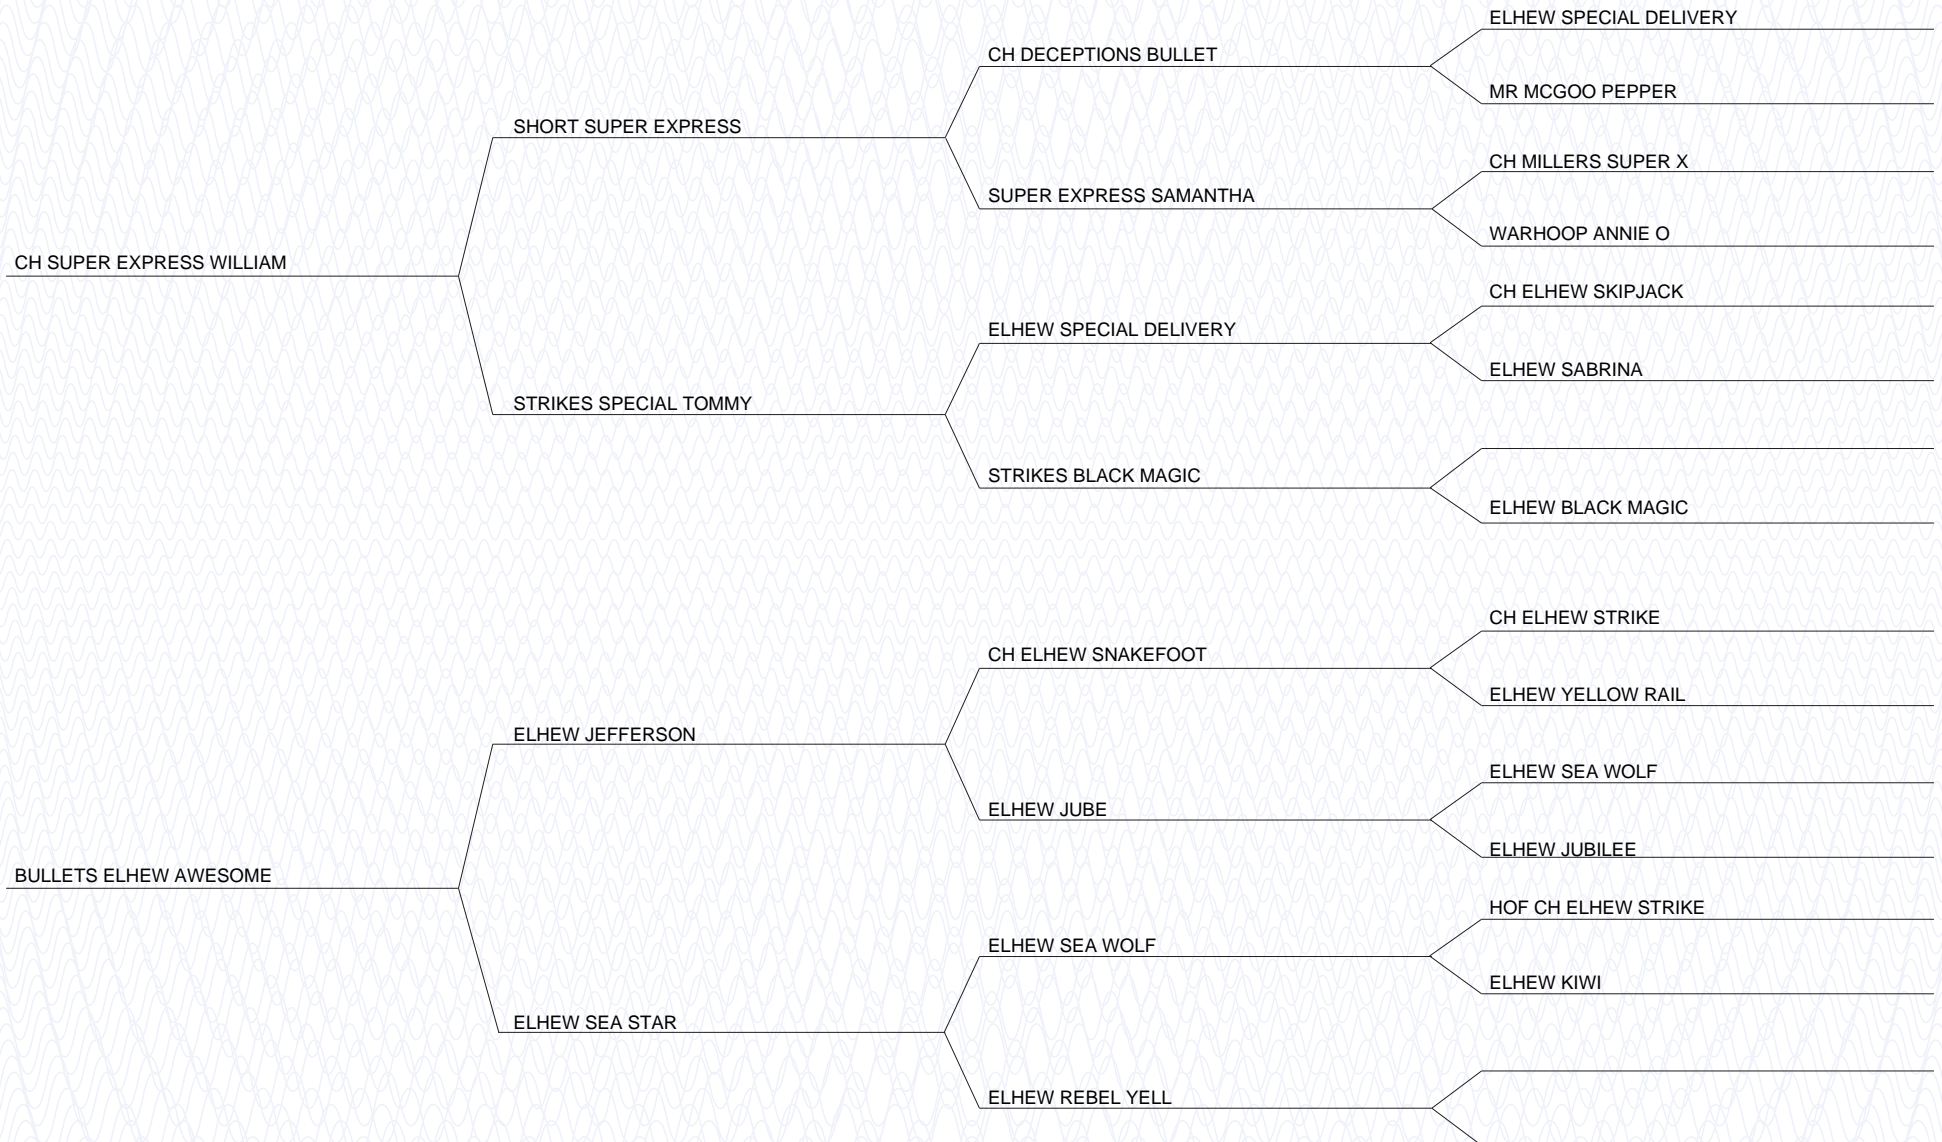 ELHEW SPECIAL DELIVERY
CH DECEPTIONS BULLET
MR MCGOO PEPPER
SHORT SUPER EXPRESS
CH MILLERS SUPER X
SUPER EXPRESS SAMANTHA
WARHOOP ANNIE O
CH SUPER EXPRESS WILLIAM
CH ELHEW SKIPJACK
ELHEW SPECIAL DELIVERY
ELHEW SABRINA
STRIKES SPECIAL TOMMY
STRIKES BLACK MAGIC
ELHEW BLACK MAGIC
CH ELHEW STRIKE
CH ELHEW SNAKEFOOT
ELHEW YELLOW RAIL
ELHEW JEFFERSON
ELHEW SEA WOLF
ELHEW JUBE
ELHEW JUBILEE
BULLETS ELHEW AWESOME
HOF CH ELHEW STRIKE
ELHEW SEA WOLF
ELHEW KIWI
ELHEW SEA STAR
ELHEW REBEL YELL